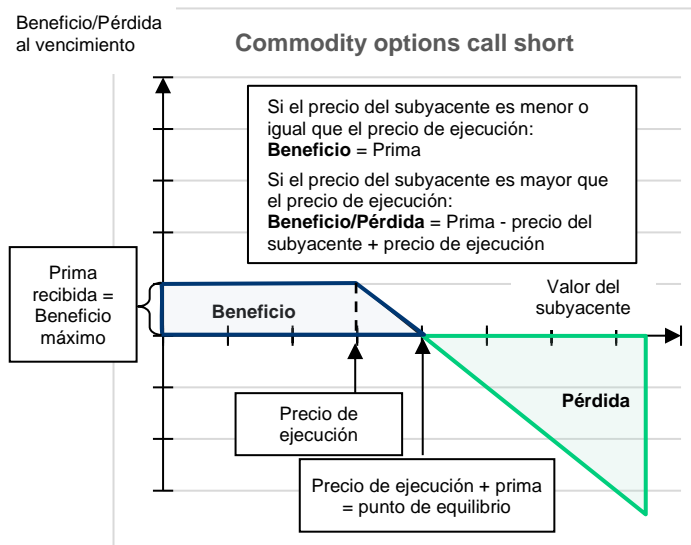 Beneficio/Pérdida
al vencimiento
Commodity options call short
Si el precio del subyacente es menor o
igual que el precio de ejecución:
Beneficio = Prima
Si el precio del subyacente es mayor que
el precio de ejecución:
Beneficio/Pérdida = Prima - precio del
subyacente + precio de ejecución
Prima
recibida =
Beneficio
máximo
Beneficio
Valor del
subyacente
Pérdida
Precio de
ejecución
Precio de ejecución + prima
= punto de equilibrio